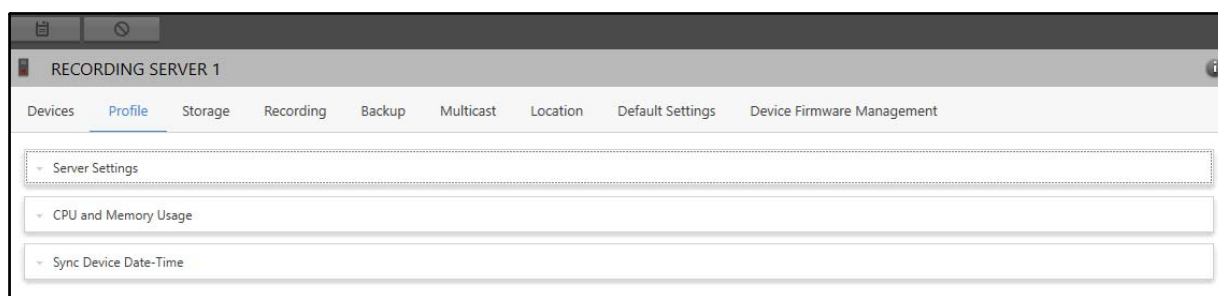 RECORDING SERVER 1
Devices Profile Storage Recording Backup Multicast Location Default Settings Device Firmware Management
Server Settings
CPU and Memory Usage
Sync Device Date-Time